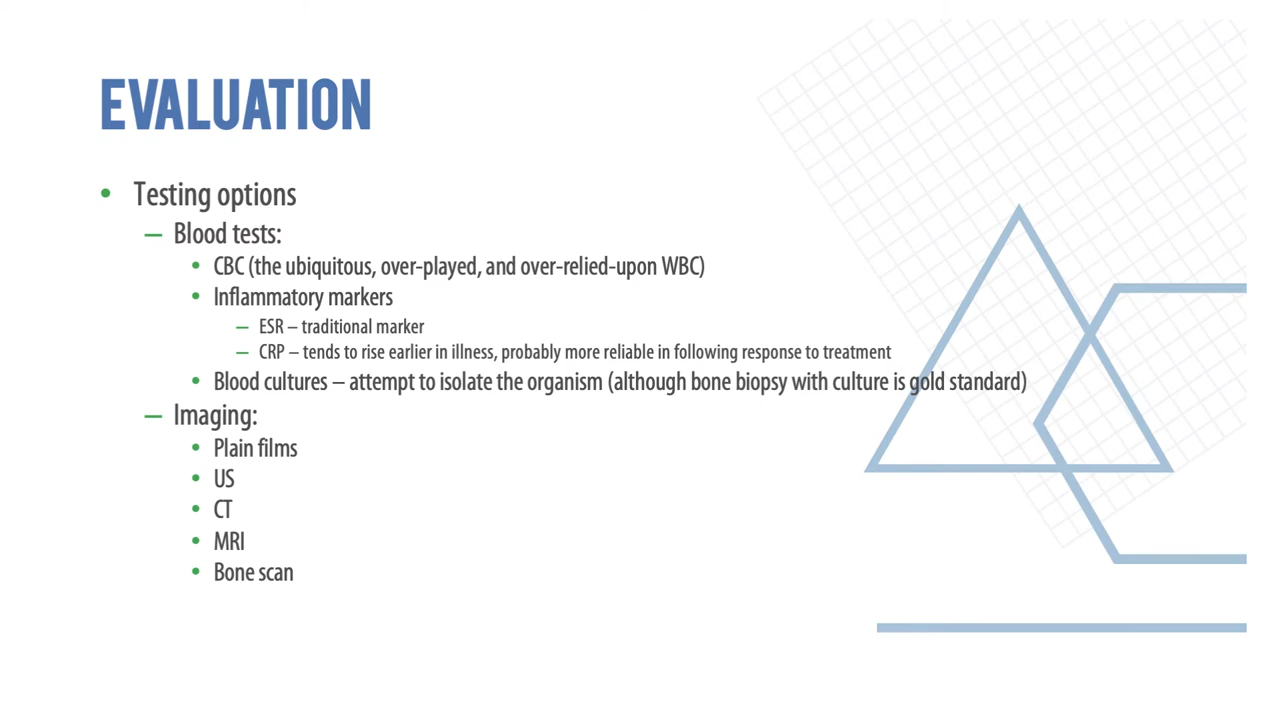 EVALUATION
• Testing options
– Blood tests:
• CBC (the ubiquitous, over-played, and over-relied-upon WBC)
• Inflammatory markers
– ESR – traditional marker
– CRP – tends to rise earlier in illness, probably more reliable in following response to treatment
• Blood cultures – attempt to isolate the organism (although bone biopsy with culture is gold standard)
– Imaging:
• Plain films
• US
• CT
• MRI
• Bone scan